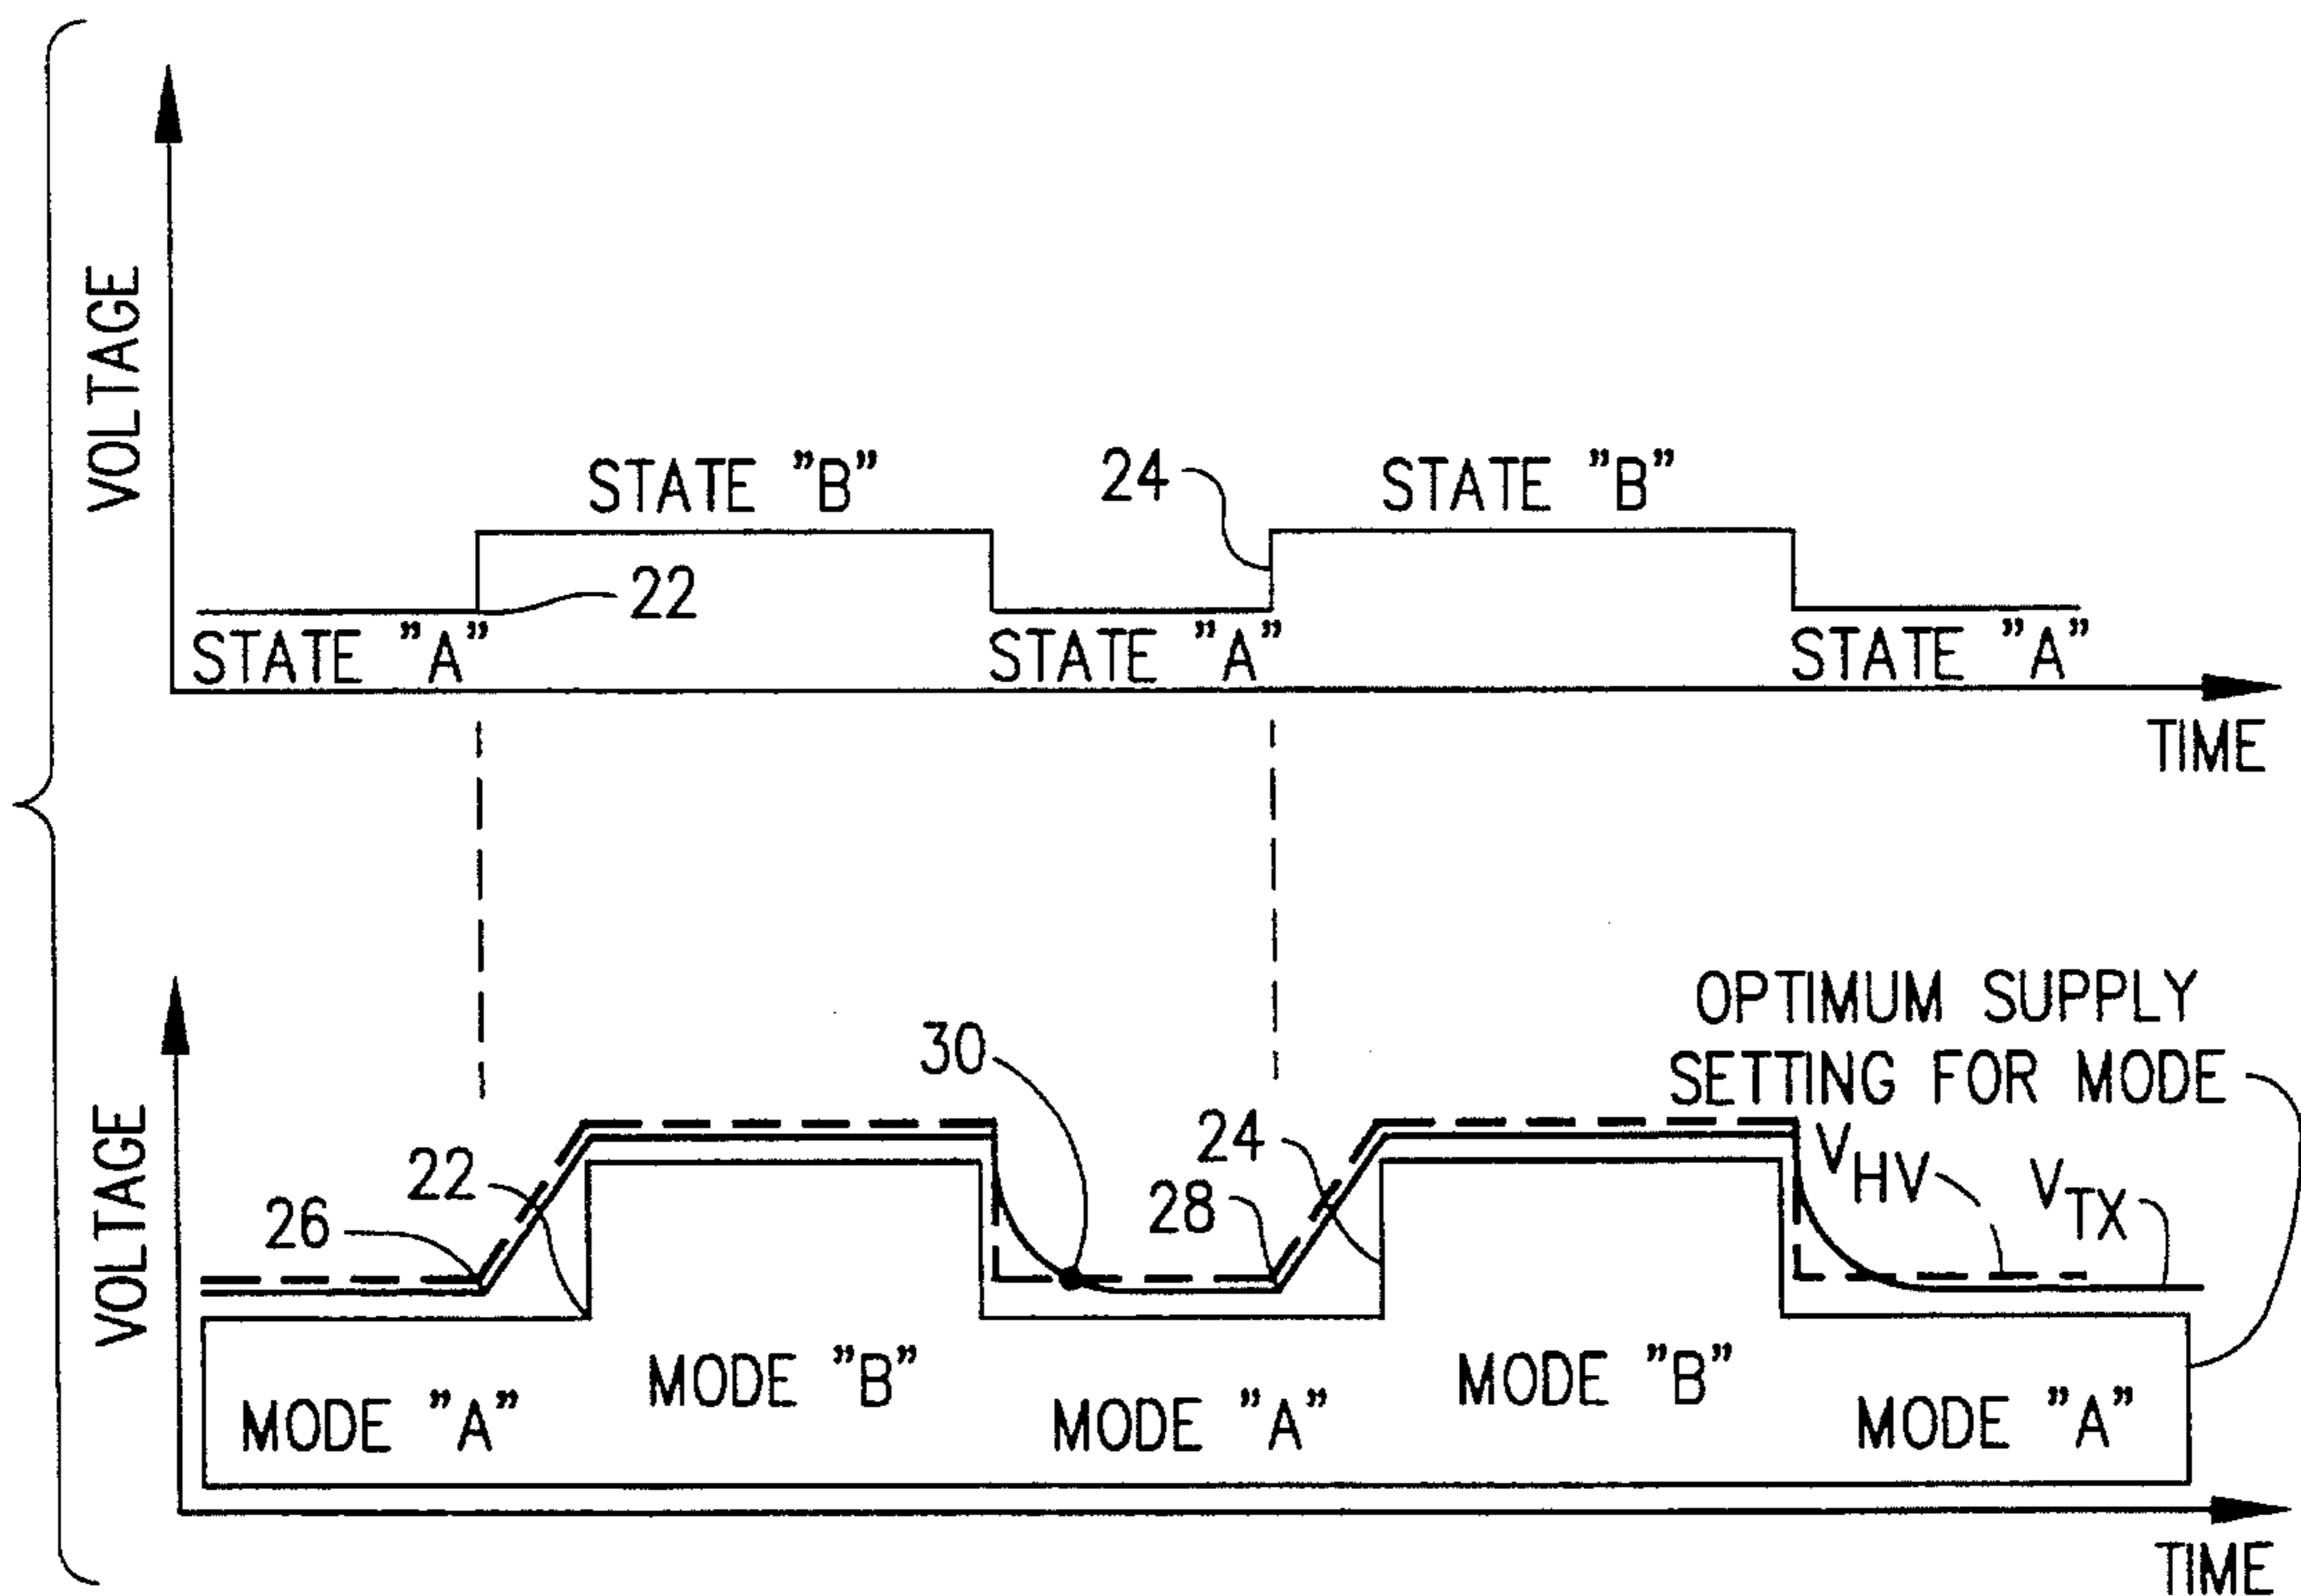 VOLTAGE
STATE "B"
24
STATE "B"
22
STATE "A"
STATE "A"
STATE "A"
TIME
VOLTAGE
OPTIMUM SUPPLY
SETTING FOR MODE
30
24
22
28
26
VHV
VTX
MODE "A"
MODE "B"
MODE "A"
MODE "B"
MODE "A"
TIME